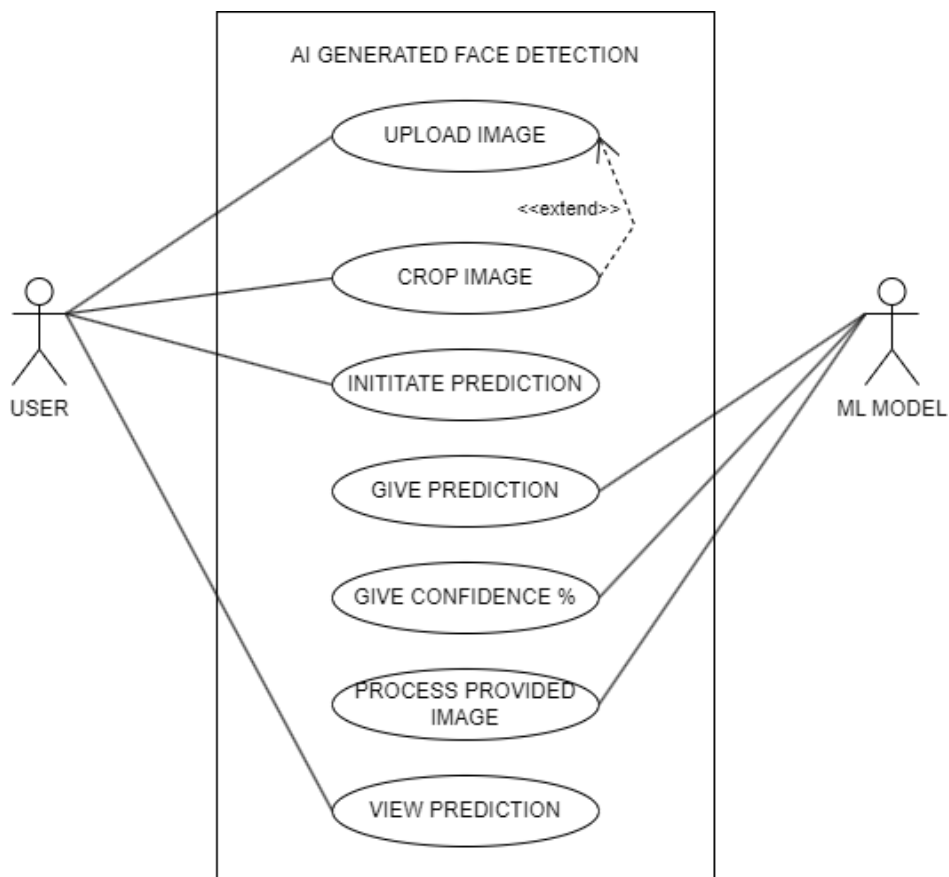 AI GENERATED FACE DETECTION
UPLOAD IMAGE
<<extend>>
CROP IMAGE
INITITATE PREDICTION
USER
ML MODEL
GIVE PREDICTION
GIVE CONFIDENCE %
PROCESS PROVIDED
IMAGE
VIEW PREDICTION